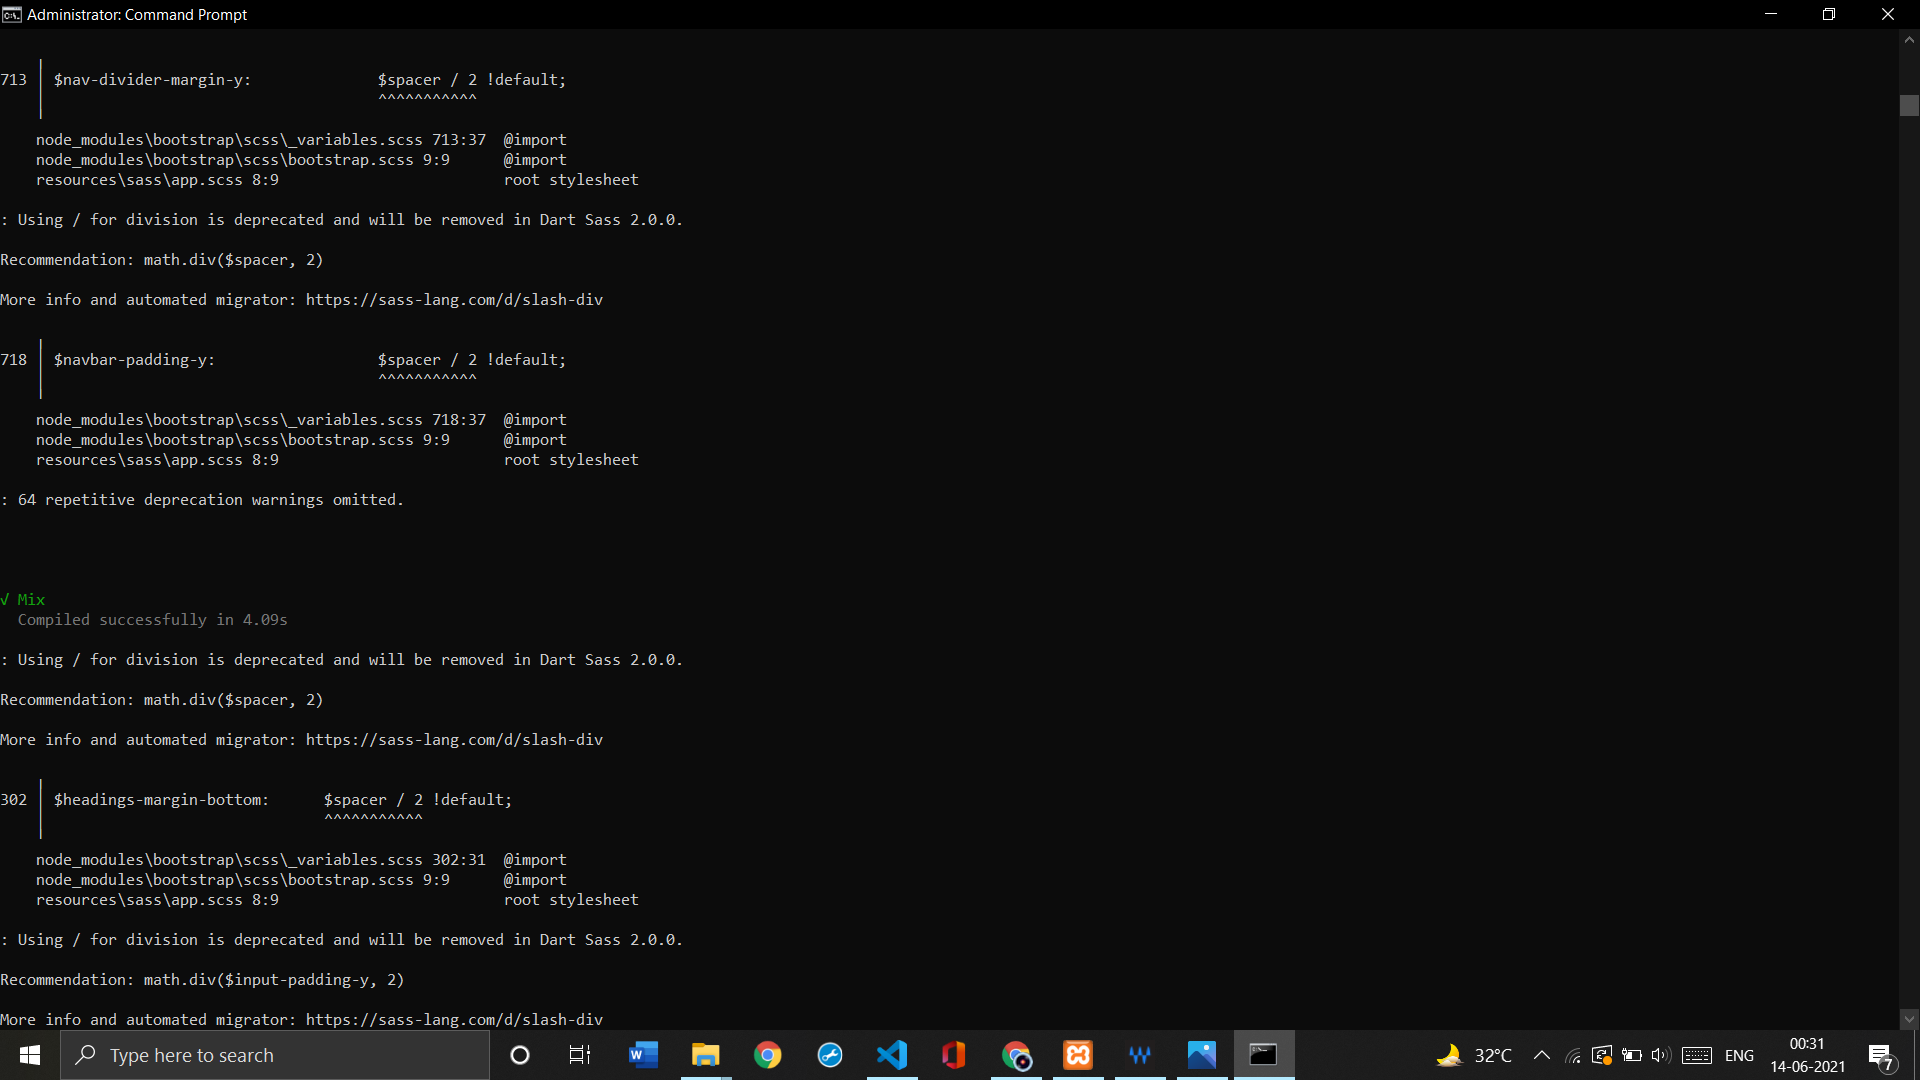 Administrator: Command Prompt
713 | $nav-divider-margin-y: $spacer / 2 !default;
^^^^^^^^^^^
node_modules\bootstrap\scss\_variables.scss 713:37 @import
node_modules\bootstrap\scss\bootstrap.scss 9:9 @import
resources\sass\app.scss 8:9 root stylesheet
: Using / for division is deprecated and will be removed in Dart Sass 2.0.0.
Recommendation: math.div($spacer, 2)
More info and automated migrator: https://sass-lang.com/d/slash-div
718 | $navbar-padding-y: $spacer / 2 !default;
^^^^^^^^^^^
node_modules\bootstrap\scss\_variables.scss 718:37 @import
node_modules\bootstrap\scss\bootstrap.scss 9:9 @import
resources\sass\app.scss 8:9 root stylesheet
: 64 repetitive deprecation warnings omitted.
√ Mix
Compiled successfully in 4.09s
: Using / for division is deprecated and will be removed in Dart Sass 2.0.0.
Recommendation: math.div($spacer, 2)
More info and automated migrator: https://sass-lang.com/d/slash-div
302 | $headings-margin-bottom: $spacer / 2 !default;
^^^^^^^^^^^
node_modules\bootstrap\scss\_variables.scss 302:31 @import
node_modules\bootstrap\scss\bootstrap.scss 9:9 @import
resources\sass\app.scss 8:9 root stylesheet
: Using / for division is deprecated and will be removed in Dart Sass 2.0.0.
Recommendation: math.div($input-padding-y, 2)
More info and automated migrator: https://sass-lang.com/d/slash-div
Type here to search
32°C
ENG
00:31
14-06-2021
7